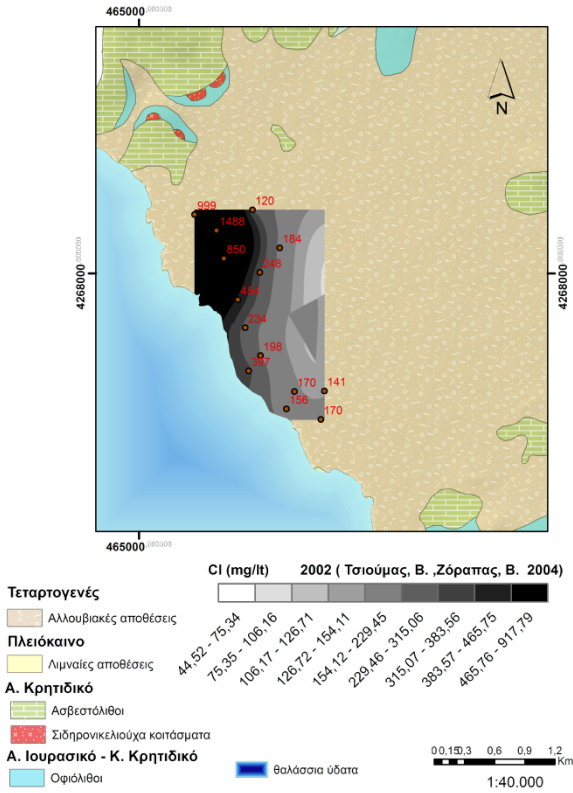 465000
999
120
1488
184
850
248
4268000
4268000
454
234
198
397
170
141
156
170
N
465000
Cl (mg/lt) 2002 ( Τσιούμας, Β. ,Ζόραπας, Β. 2004)
44,52 - 75,34
75,35 - 106,16
106,17 - 126,71
126,72 - 154,11
154,12 - 229,45
229,46 - 315,06
315,07 - 383,56
383,57 - 465,75
465,76 - 917,79
Τεταρτογενές
Αλλουβιακές αποθέσεις
Πλειόκαινο
Λιμναίες αποθέσεις
Α. Κρητιδικό
Ασβεστόλιθοι
Σιδηρονικελιούχα κοιτάσματα
Α. Ιουρασικό - Κ. Κρητιδικό
Οφιόλιθοι
θαλάσσια ύδατα
0 0,15 0,3 0,6 0,9 1,2
Km
1:40.000